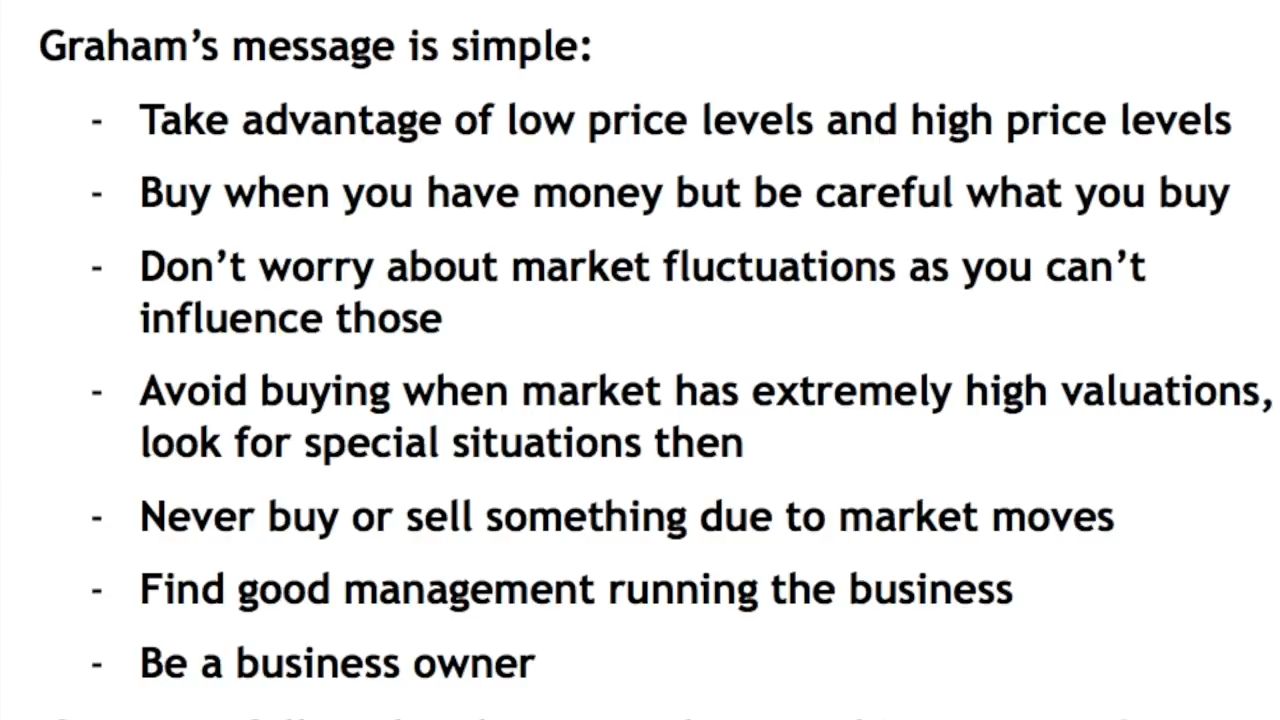 Graham’s message is simple:
- Take advantage of low price levels and high price levels
- Buy when you have money but be careful what you buy
- Don’t worry about market fluctuations as you can’t
influence those
- Avoid buying when market has extremely high valuations,
look for special situations then
- Never buy or sell something due to market moves
- Find good management running the business
- Be a business owner